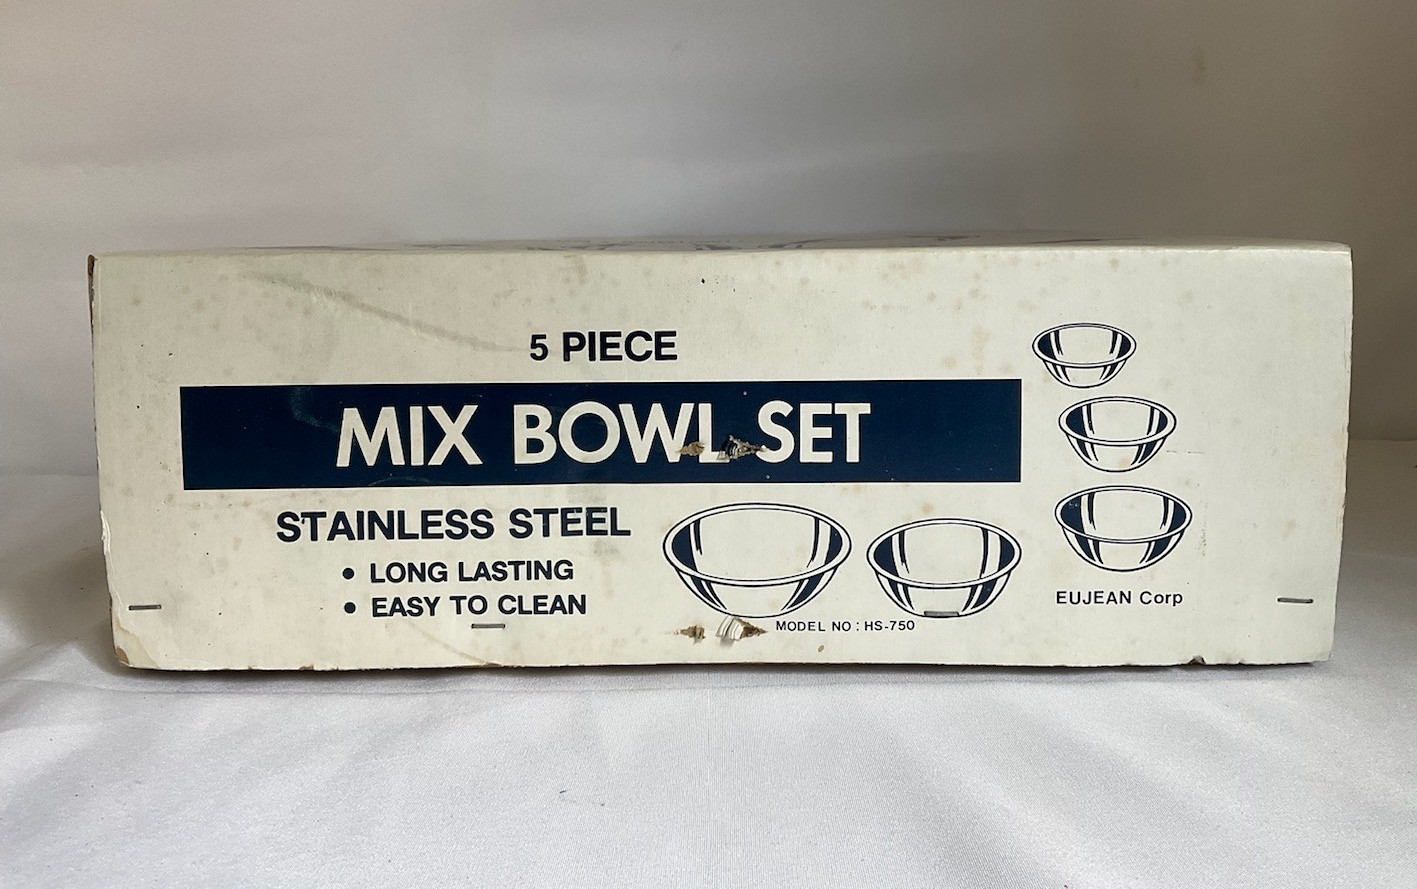 5 PIECE
MIX BOWL SET
STAINLESS STEEL
• LONG LASTING
• EASY TO CLEAN
EUJEAN Corp
MODEL NO : HS-750